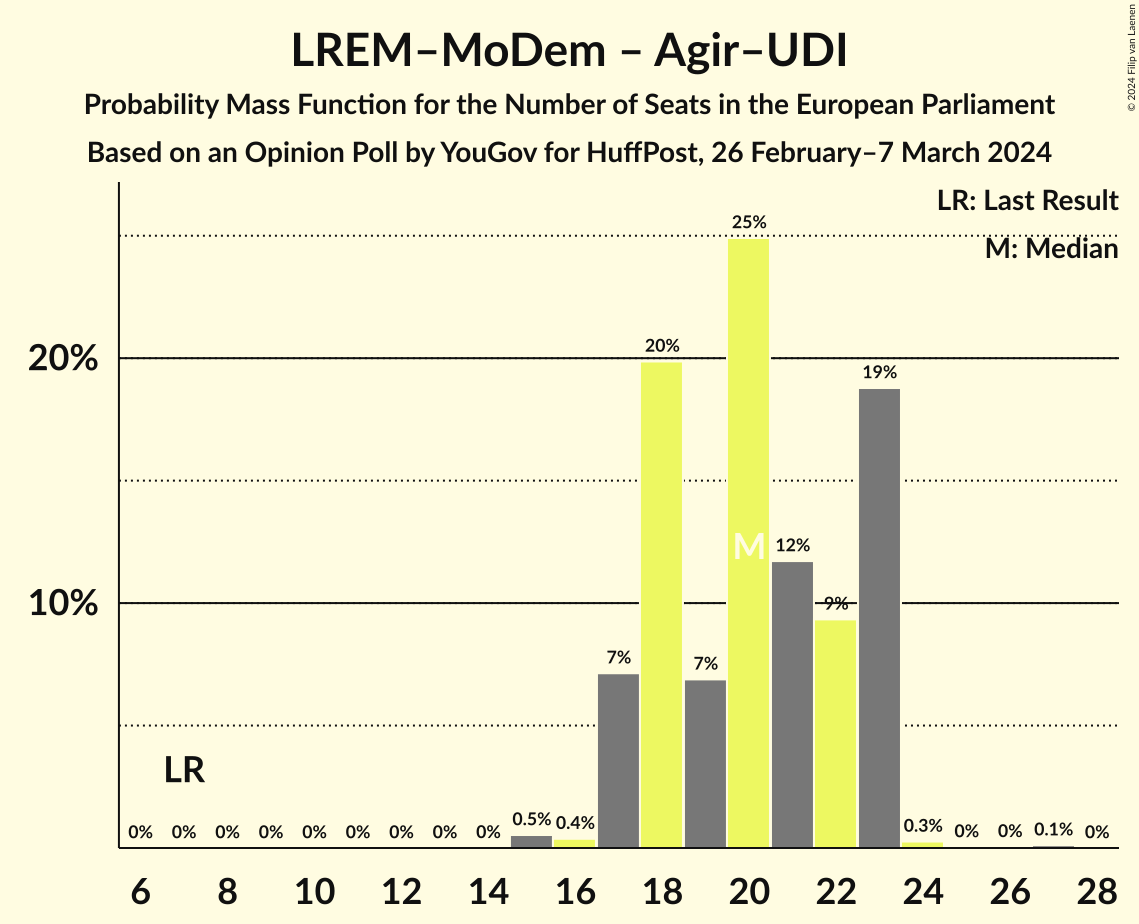 LREM–MoDem – Agir–UDI
Probability Mass Function for the Number of Seats in the European Parliament
Based on an Opinion Poll by YouGov for HuffPost, 26 February–7 March 2024
© 2024 Filip van Laenen
LR: Last Result
M: Median
25%
20%
20%
19%
M
12%
10%
9%
7%
7%
LR
0% 0% 0% 0% 0% 0% 0% 0% 0% 0.5% 0.4% 0.3% 0% 0% 0.1% 0%
6 8 10 12 14 16 18 20 22 24 26 28